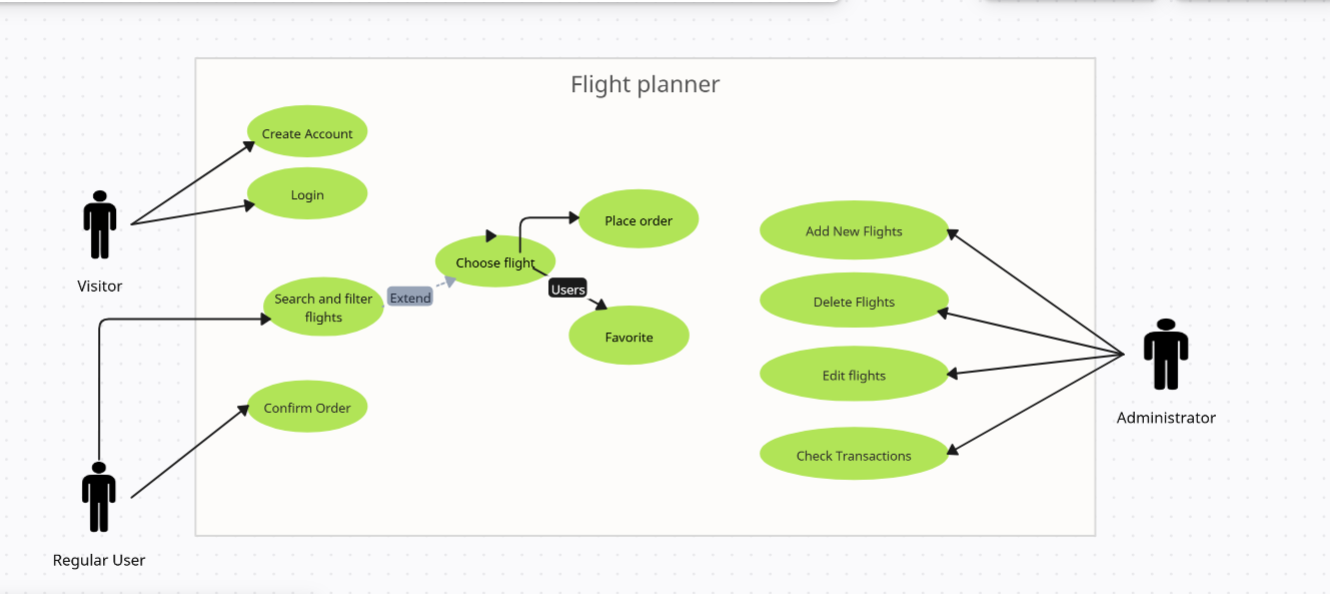 Flight planner
Create Account
Login
Visitor
Place order
Choose flight
Search and filter
flights
Extend
Users
Favorite
Confirm Order
Regular User
Add New Flights
Delete Flights
Edit flights
Check Transactions
Administrator